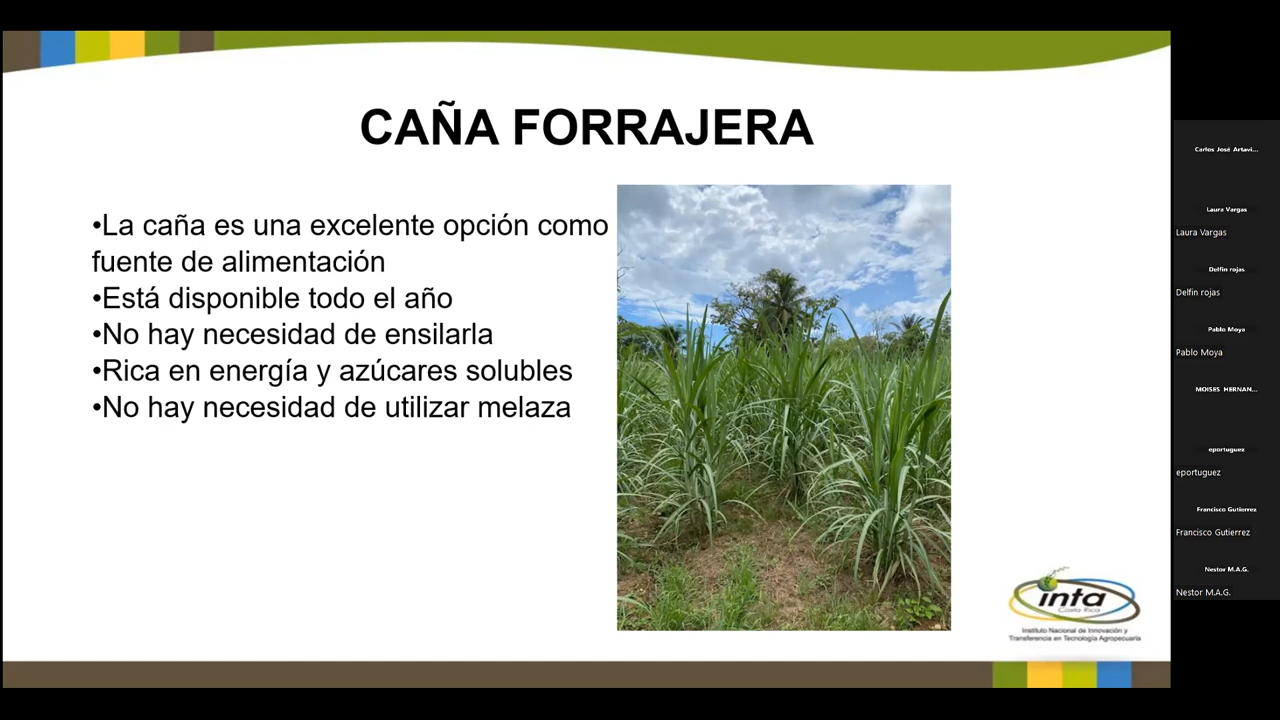 CAÑA FORRAJERA
•La caña es una excelente opción como
fuente de alimentación
•Está disponible todo el año
•No hay necesidad de ensilarla
•Rica en energía y azúcares solubles
•No hay necesidad de utilizar melaza
inta
Costa Rica
Instituto Nacional de Innovación y
Transferencia en Tecnología Agropecuaria
Carlos José Artavi...
Laura Vargas
Laura Vargas
Delfin rojas
Delfin rojas
Pablo Moya
Pablo Moya
MOISES HERNAN...
eportuguez
eportuguez
Francisco Gutierrez
Francisco Gutierrez
Nestor M.A.G.
Nestor M.A.G.